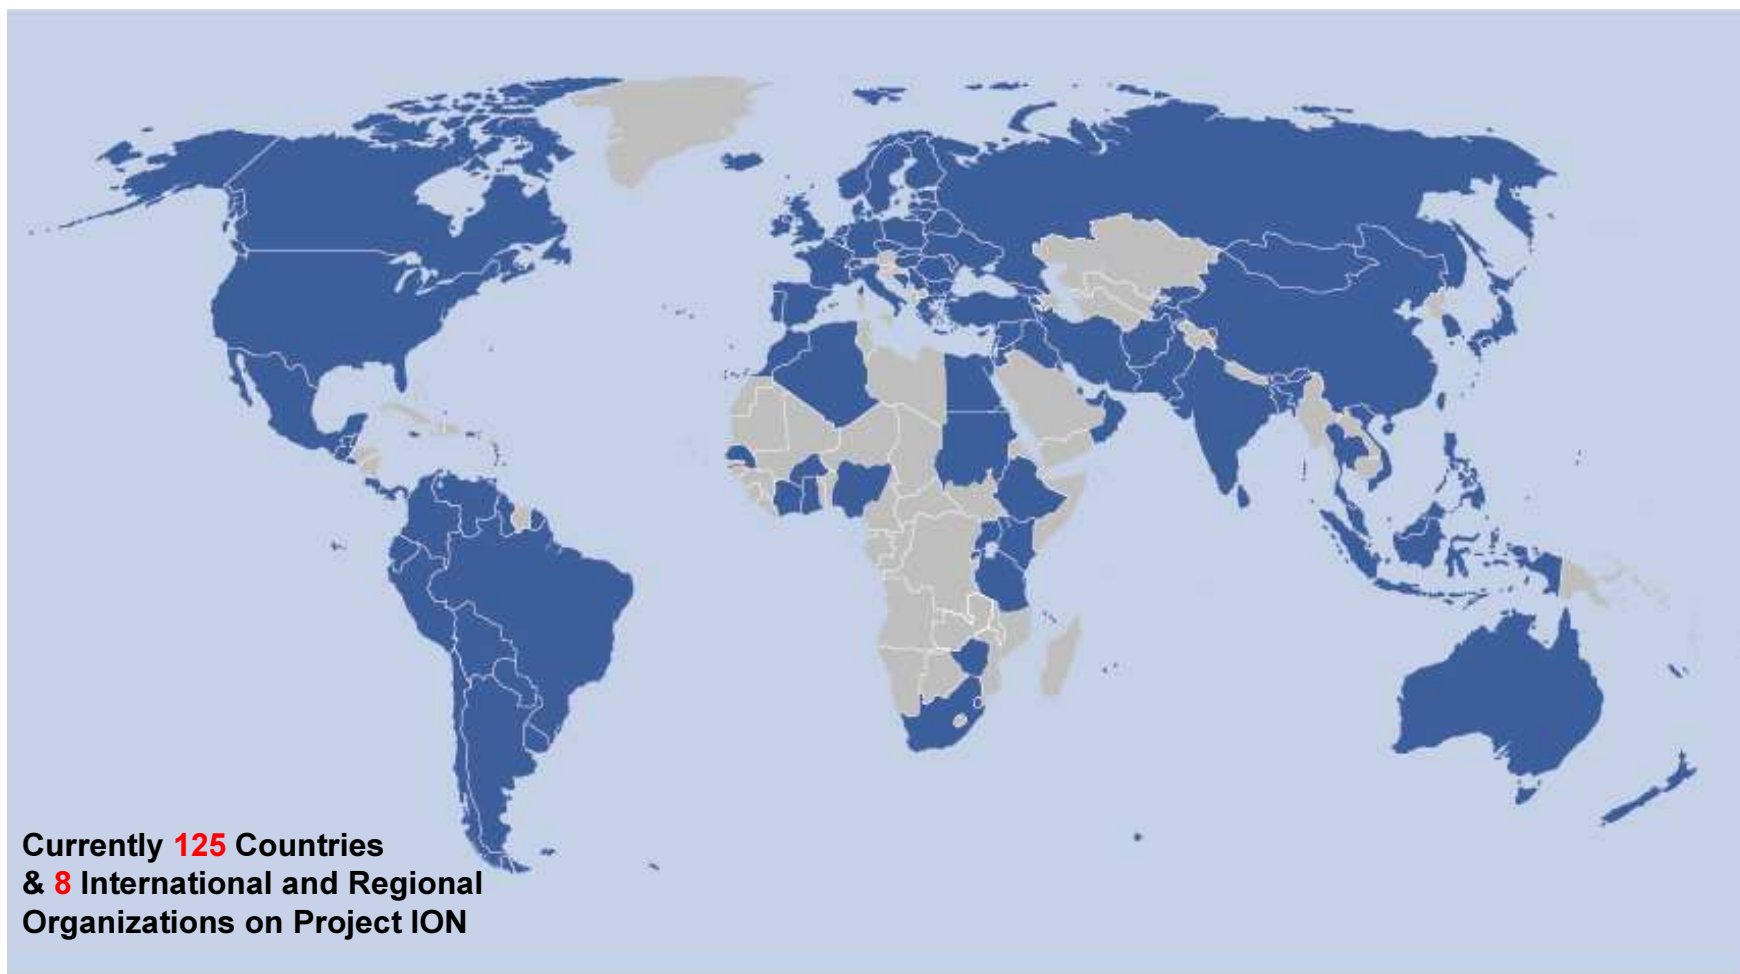 Currently 125 Countries
& 8 International and Regional
Organizations on Project ION